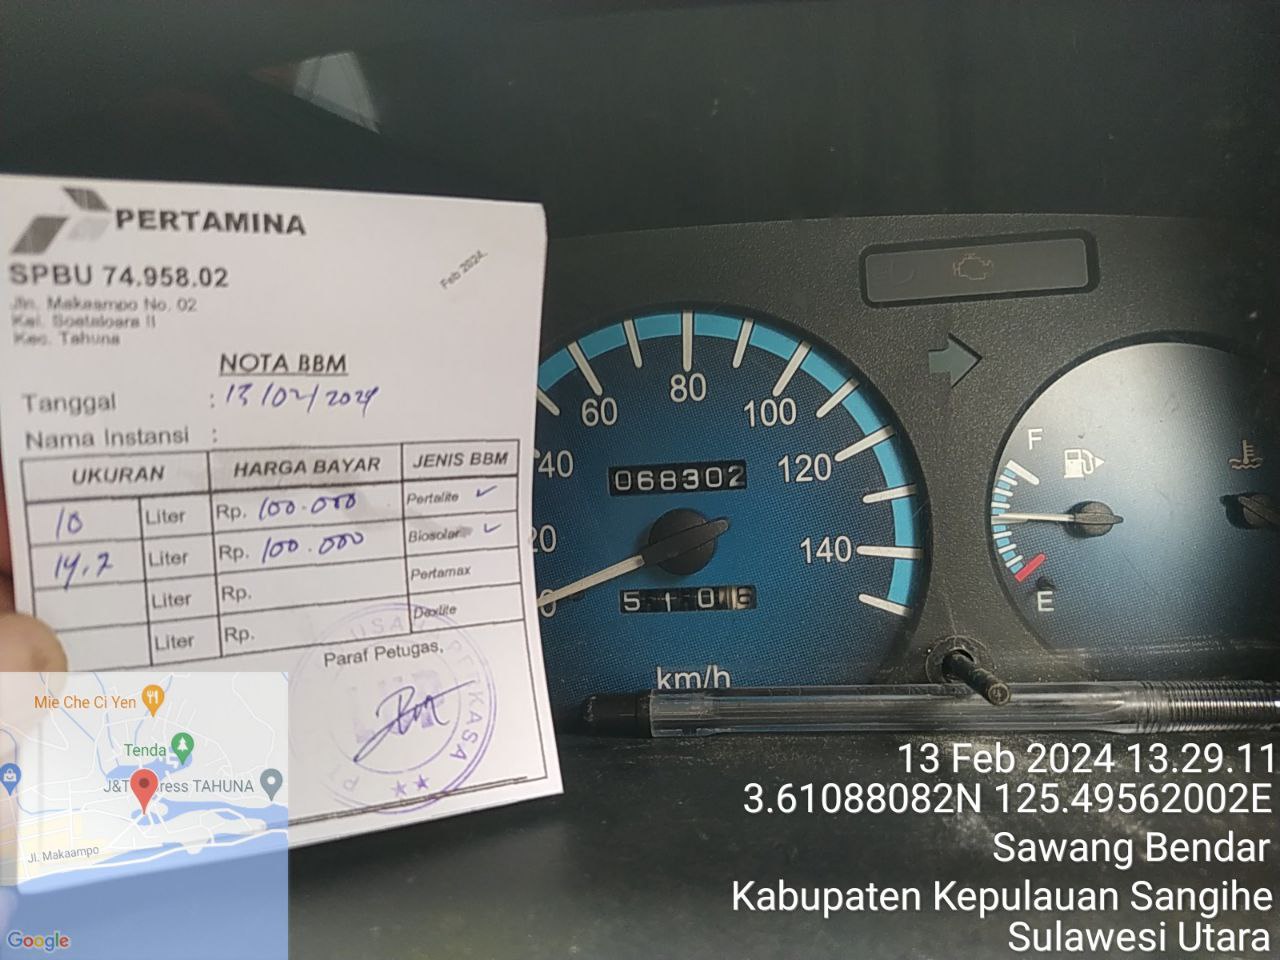 PERTAMINA
SPBU 74.958.02
Jln. Makaampo No. 02
Kel. Soataloara II
Kec. Tahuna
Feb 2024.
NOTA BBM
Tanggal : 13/02/2024
Nama Instansi :
UKURAN HARGA BAYAR JENIS BBM
10 Liter Rp. 100.000 Pertalite ✓
14,7 Liter Rp. 100.000 Biosolar ✓
Liter Rp. Pertamax
Liter Rp. Dexlite
Paraf Petugas,
USAHA PERKASA
20 40 60 80 100 120 140
068302
5108
km/h
F
E
Mie Che Ci Yen
Tenda
J&T Express TAHUNA
Jl. Makaampo
Google
13 Feb 2024 13.29.11
3.61088082N 125.49562002E
Sawang Bendar
Kabupaten Kepulauan Sangihe
Sulawesi Utara